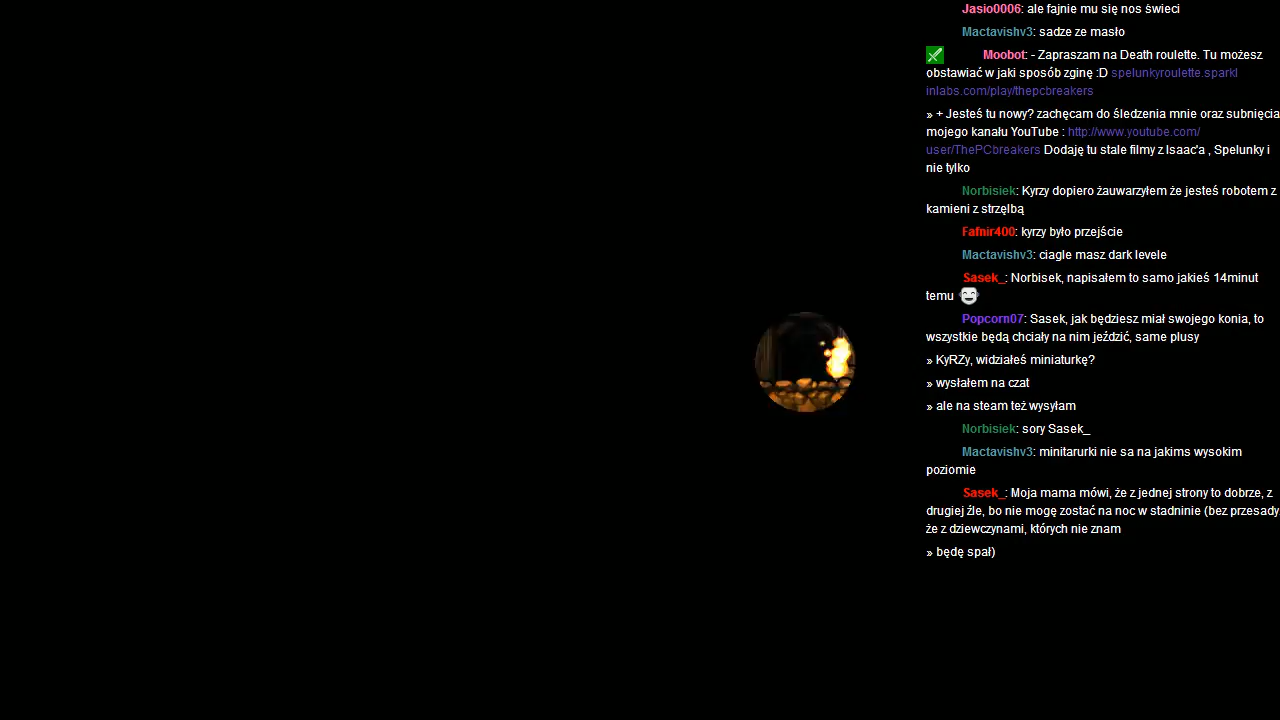 Jasio0006: ale fajnie mu się nos świeci
Mactavishv3: sadze ze masło
Moobot: - Zapraszam na Death roulette. Tu możesz
obstawiać w jaki sposób zginę :D spelunkyroulette.sparkl
inlabs.com/play/thepcbreakers
» + Jesteś tu nowy? zachęcam do śledzenia mnie oraz subnięcia
mojego kanału YouTube : http://www.youtube.com/
user/ThePCbreakers Dodaję tu stale filmy z Isaac'a , Spelunky i
nie tylko
Norbisiek: Kyrzy dopiero żauwarzyłem że jesteś robotem z
kamieni z strzęlbą
Fafnir400: kyrzy było przejście
Mactavishv3: ciagle masz dark levele
Sasek_: Norbisek, napisałem to samo jakieś 14minut
temu
Popcorn07: Sasek, jak będziesz miał swojego konia, to
wszystkie będą chciały na nim jeździć, same plusy
» KyRZy, widziałeś miniaturkę?
» wysłałem na czat
» ale na steam też wysyłam
Norbisiek: sory Sasek_
Mactavishv3: minitarurki nie sa na jakims wysokim
poziomie
Sasek_: Moja mama mówi, że z jednej strony to dobrze, z
drugiej źle, bo nie mogę zostać na noc w stadninie (bez przesady,
że z dziewczynami, których nie znam
» będę spał)